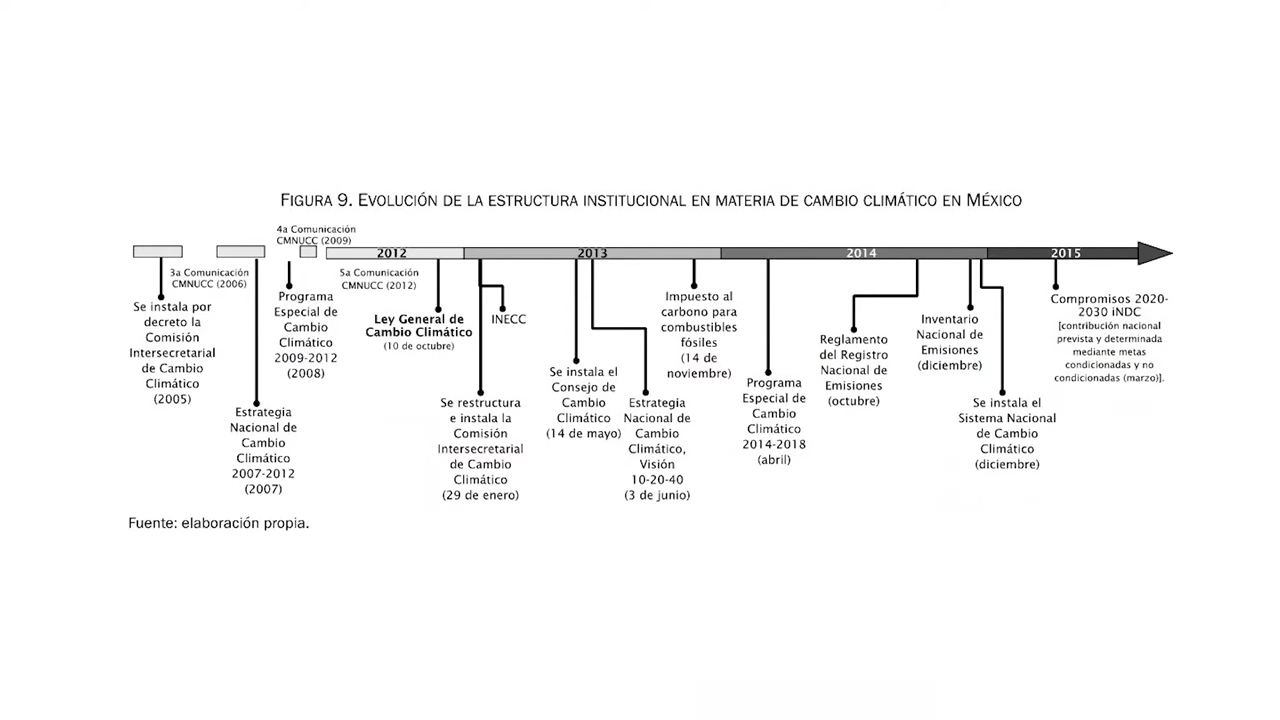 FIGURA 9. EVOLUCIÓN DE LA ESTRUCTURA INSTITUCIONAL EN MATERIA DE CAMBIO CLIMÁTICO EN MÉXICO
4a Comunicación
CMNUCC (2009)
2012
2013
2014
2015
3a Comunicación
CMNUCC (2006)
5a Comunicación
CMNUCC (2012)
Se instala por
decreto la
Comisión
Intersecretarial
de Cambio
Climático
(2005)
Estrategia
Nacional de
Cambio
Climático
2007-2012
(2007)
Programa
Especial de
Cambio
Climático
2009-2012
(2008)
Ley General de
Cambio Climático
(10 de octubre)
Se restructura
e instala la
Comisión
Intersecretarial
de Cambio
Climático
(29 de enero)
INECC
Se instala el
Consejo de
Cambio
Climático
(14 de mayo)
Estrategia
Nacional de
Cambio
Climático,
Visión
10-20-40
(3 de junio)
Impuesto al
carbono para
combustibles
fósiles
(14 de
noviembre)
Programa
Especial de
Cambio
Climático
2014-2018
(abril)
Reglamento
del Registro
Nacional de
Emisiones
(octubre)
Inventario
Nacional de
Emisiones
(diciembre)
Se instala el
Sistema Nacional
de Cambio
Climático
(diciembre)
Compromisos 2020-
2030 iNDC
[contribución nacional
prevista y determinada
mediante metas
condicionadas y no
condicionadas (marzo)].
Fuente: elaboración propia.